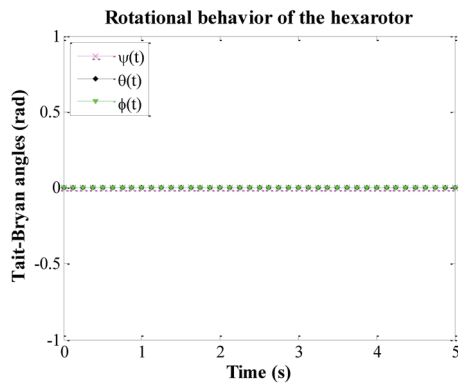 Rotational behavior of the hexarotor
1
0.5
0
-0.5
-1
Tait-Bryan angles (rad)
ψ(t)
θ(t)
ϕ(t)
0 1 2 3 4 5
Time (s)